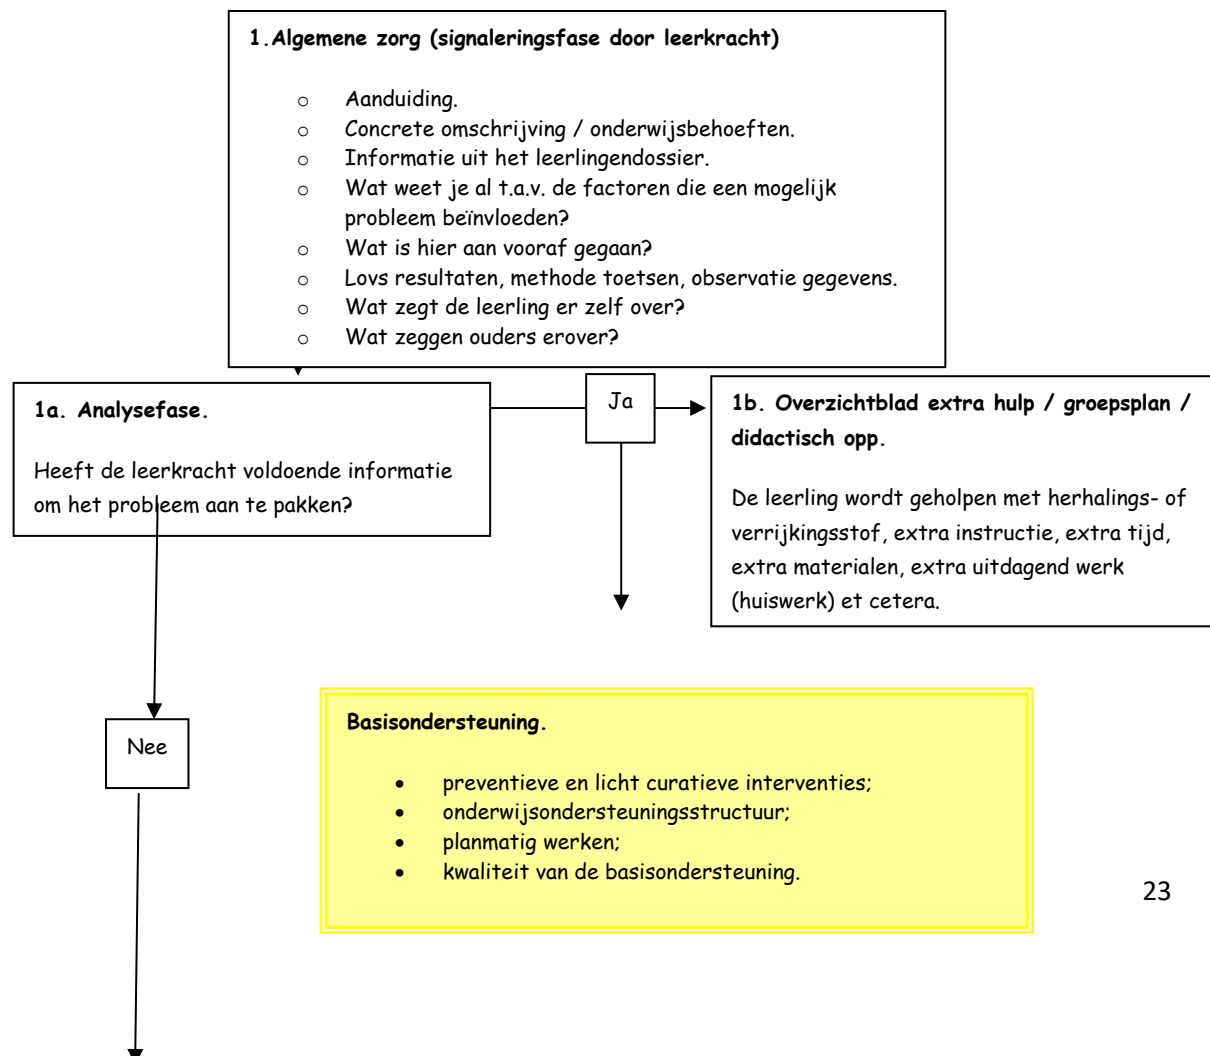 1.Algemene zorg (signaleringsfase door leerkracht)
o Aanduiding.
o Concrete omschrijving / onderwijsbehoeften.
o Informatie uit het leerlingendossier.
o Wat weet je al t.a.v. de factoren die een mogelijk
probleem beïnvloeden?
o Wat is hier aan vooraf gegaan?
o Lovs resultaten, methode toetsen, observatie gegevens.
o Wat zegt de leerling er zelf over?
o Wat zeggen ouders erover?
1a. Analysefase.
Heeft de leerkracht voldoende informatie
om het probleem aan te pakken?
Ja
1b. Overzichtblad extra hulp / groepsplan /
didactisch opp.
De leerling wordt geholpen met herhalings- of
verrijkingsstof, extra instructie, extra tijd,
extra materialen, extra uitdagend werk
(huiswerk) et cetera.
Nee
Basisondersteuning.
• preventieve en licht curatieve interventies;
• onderwijsondersteuningsstructuur;
• planmatig werken;
• kwaliteit van de basisondersteuning.
23